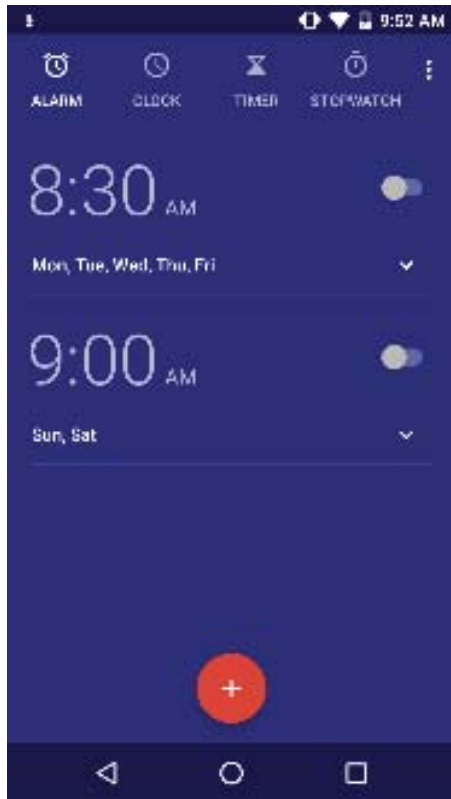 9:52 AM
ALARM CLOCK TIMER STOPWATCH
8:30 AM
Mon, Tue, Wed, Thu, Fri
9:00 AM
Sun, Sat